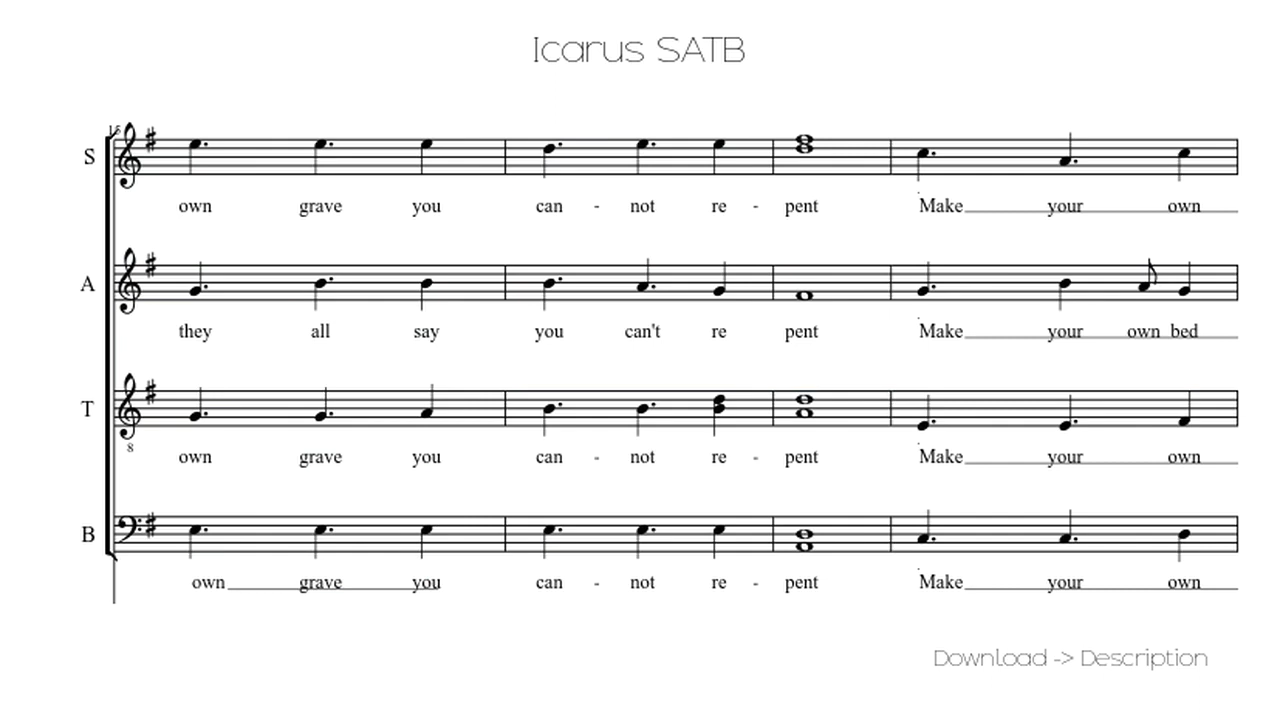 Icarus SATB
15
S
own grave you can - not re - pent Make your own
A
they all say you can't re pent Make your own bed
T
8
own grave you can - not re - pent Make your own
B
own grave you can - not re - pent Make your own
Download -> Description